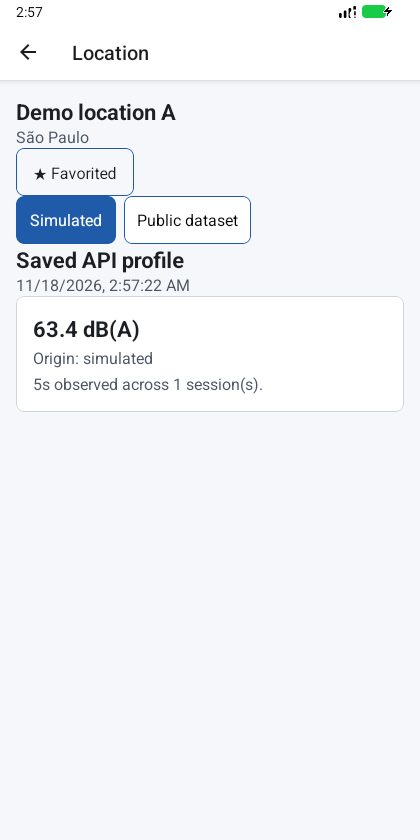 2:57
Location
Demo location A
São Paulo
★ Favorited
Simulated Public dataset
Saved API profile
11/18/2026, 2:57:22 AM
63.4 dB(A)
Origin: simulated
5s observed across 1 session(s).